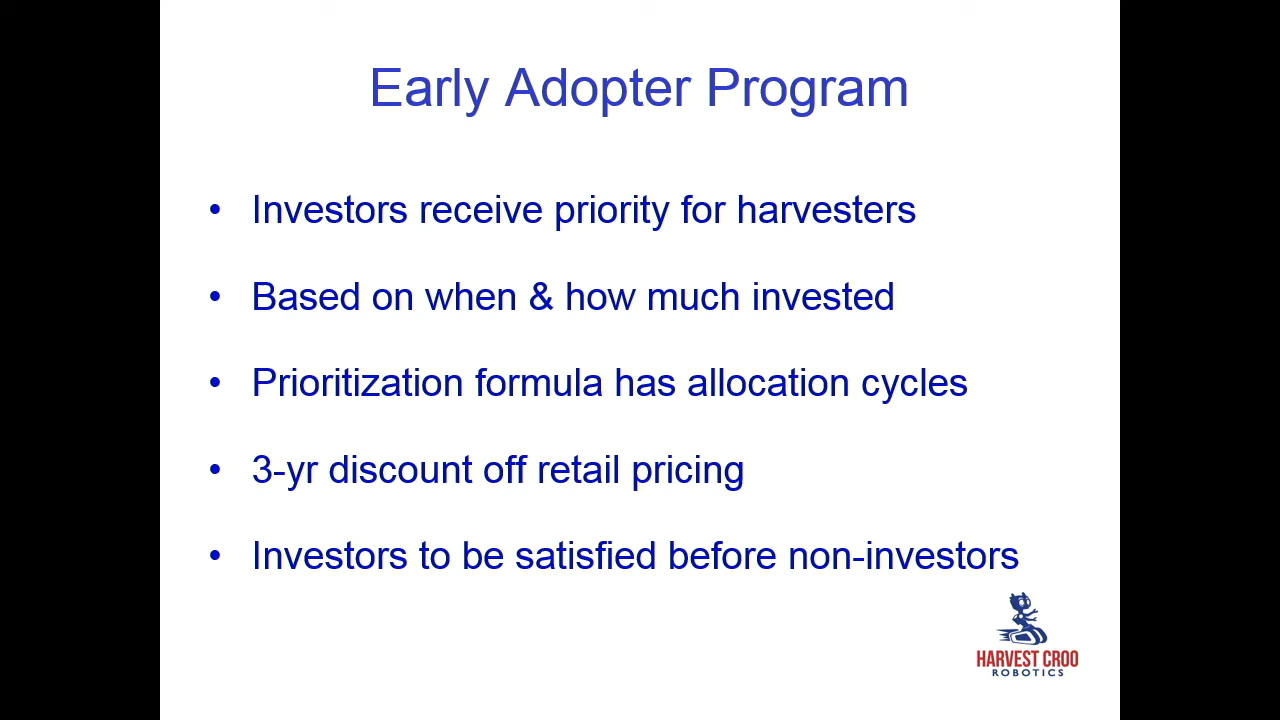 Early Adopter Program
• Investors receive priority for harvesters
• Based on when & how much invested
• Prioritization formula has allocation cycles
• 3-yr discount off retail pricing
• Investors to be satisfied before non-investors
HARVEST CROO
ROBOTICS